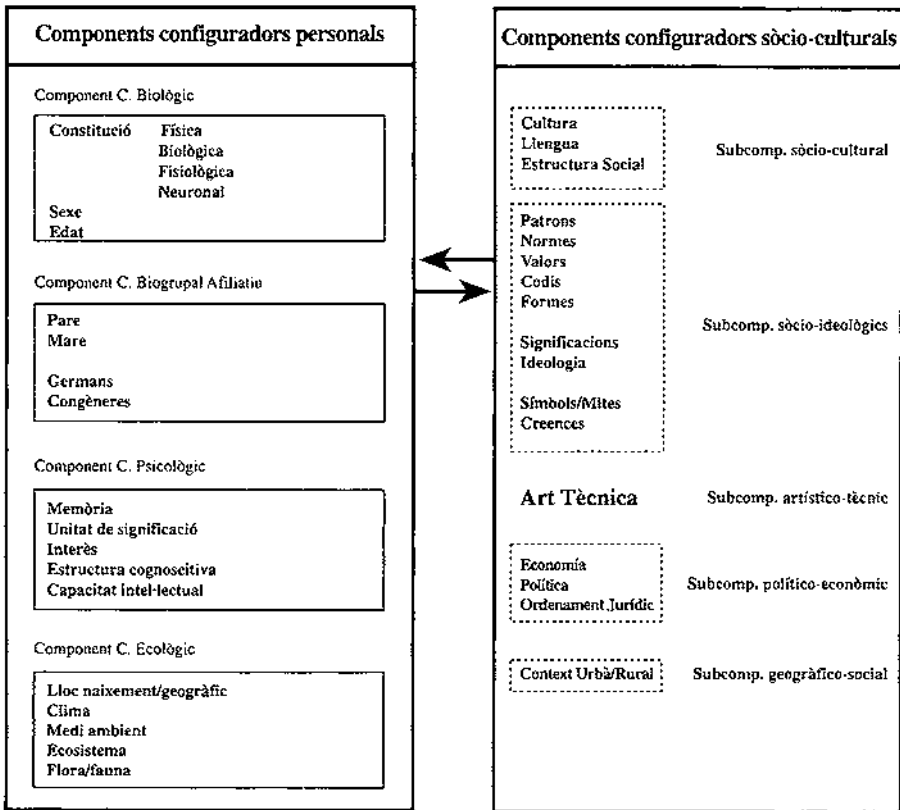 Components configuradors personals
Component C. Biològic
Constitució Física
Biològica
Fisiològica
Neuronal
Sexe
Edat
Component C. Biogrupal Afiliatiu
Pare
Mare
Germans
Congèneres
Component C. Psicològic
Memòria
Unitat de significació
Interès
Estructura cognoscitiva
Capacitat intel·lectual
Component C. Ecològic
Lloc naixement/geogràfic
Clima
Medi ambient
Ecosistema
Flora/fauna
Components configuradors sòcio-culturals
Cultura
Llengua
Estructura Social
Subcomp. sòcio-cultural
Patrons
Normes
Valors
Codis
Formes
Significacions
Ideologia
Símbols/Mites
Creences
Subcomp. sòcio-ideològics
Art Tècnica
Subcomp. artístico-tècnic
Economía
Política
Ordenament Jurídic
Subcomp. político-econòmic
Context Urbà/Rural
Subcomp. geogràfico-social